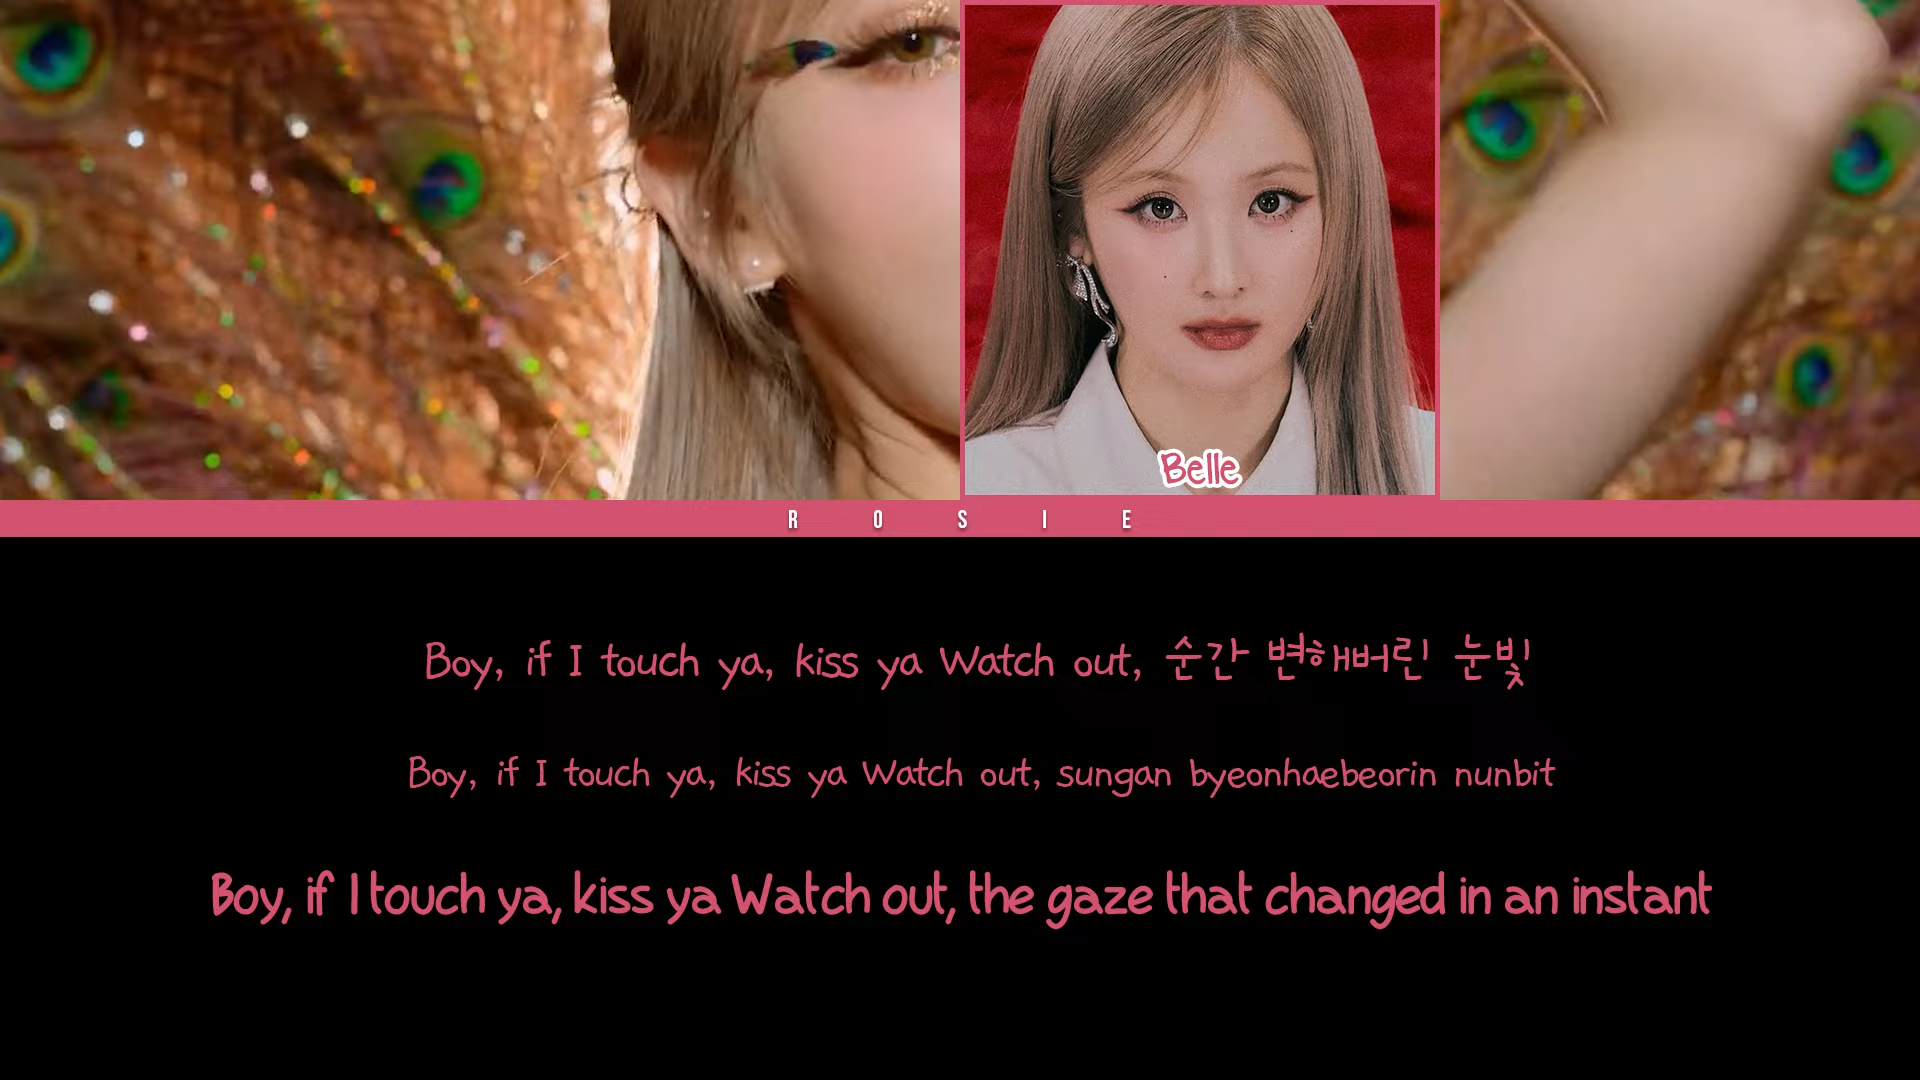 Belle
ROSIE
Boy, if I touch ya, kiss ya Watch out, 순간 변해버린 눈빛
Boy, if I touch ya, kiss ya Watch out, sungan byeonhaebeorin nunbit
Boy, if I touch ya, kiss ya Watch out, the gaze that changed in an instant